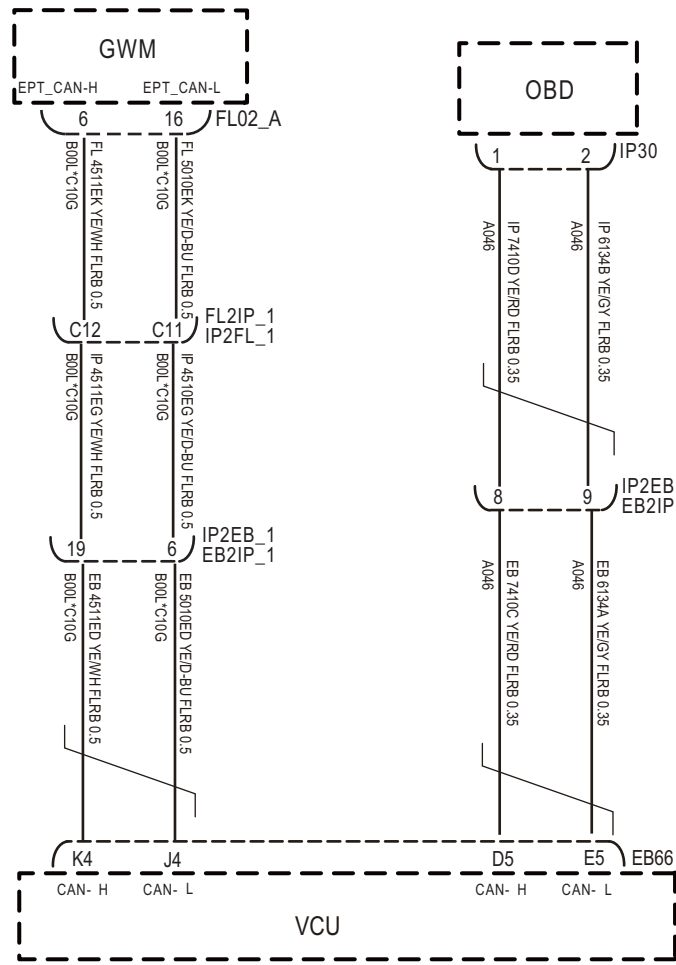 GWM
EPT_CAN-H EPT_CAN-L
6 16 FL02_A
B00L*C10G
FL 4511EK YE/WH FLRB 0.5
B00L*C10G
FL 5010EK YE/D-BU FLRB 0.5
C12 C11 FL2IP_1
IP2FL_1
B00L*C10G
IP 4511EG YE/WH FLRB 0.5
B00L*C10G
IP 4510EG YE/D-BU FLRB 0.5
19 6 IP2EB_1
EB2IP_1
B00L*C10G
EB 4511ED YE/WH FLRB 0.5
B00L*C10G
EB 5010ED YE/D-BU FLRB 0.5
OBD
1 2 IP30
A046
IP 7410D YE/RD FLRB 0.35
A046
IP 6134B YE/GY FLRB 0.35
8 9 IP2EB
EB2IP
A046
EB 7410C YE/RD FLRB 0.35
A046
EB 6134A YE/GY FLRB 0.35
K4 J4 D5 E5 EB66
CAN- H CAN- L CAN- H CAN- L
VCU